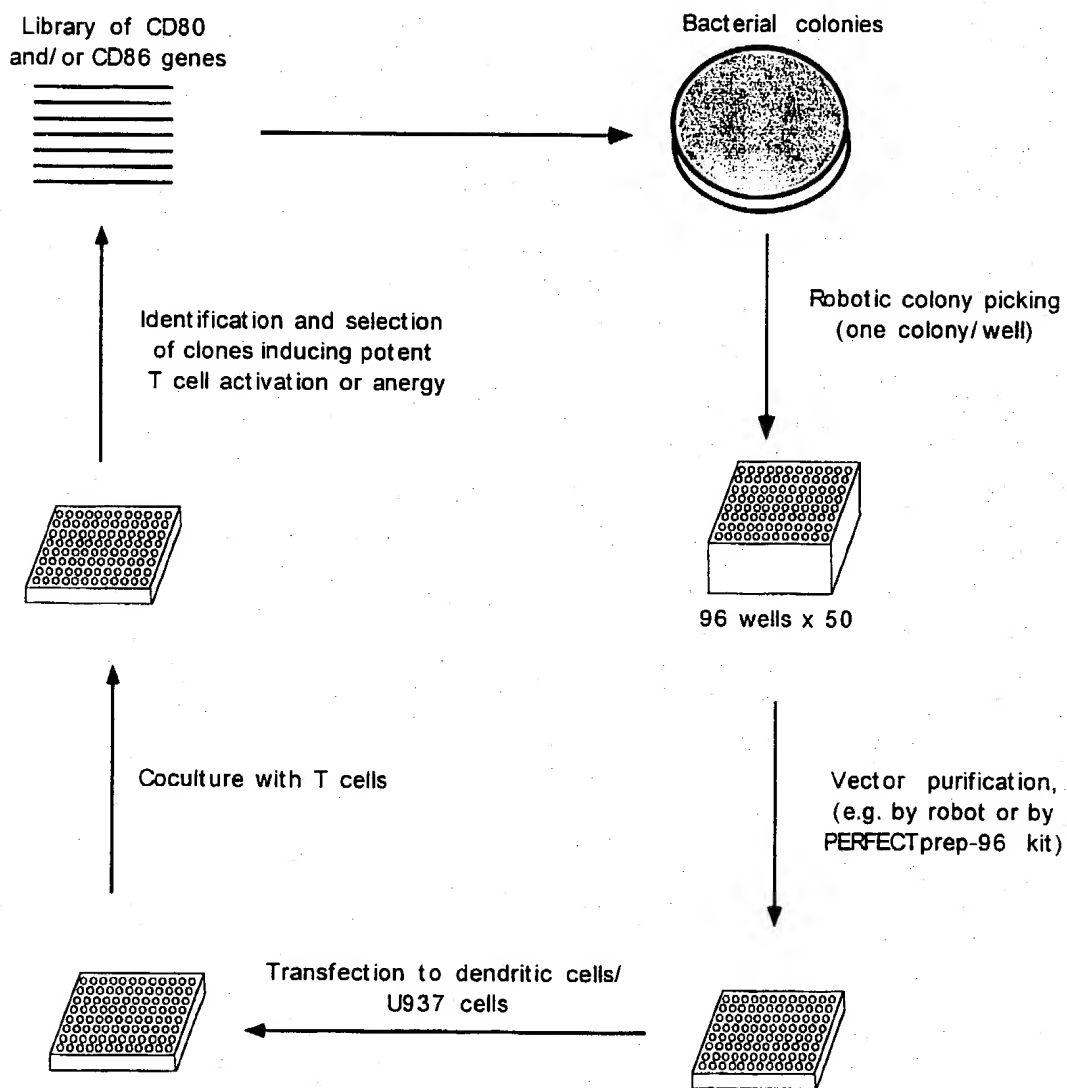 Library of CD80
and/or CD86 genes
Bacterial colonies
Robotic colony picking
(one colony/well)
Identification and selection
of clones inducing potent
T cell activation or anergy
96 wells x 50
Coculture with T cells
Vector purification,
(e.g. by robot or by
PERFECTprep-96 kit)
Transfection to dendritic cells/
U937 cells